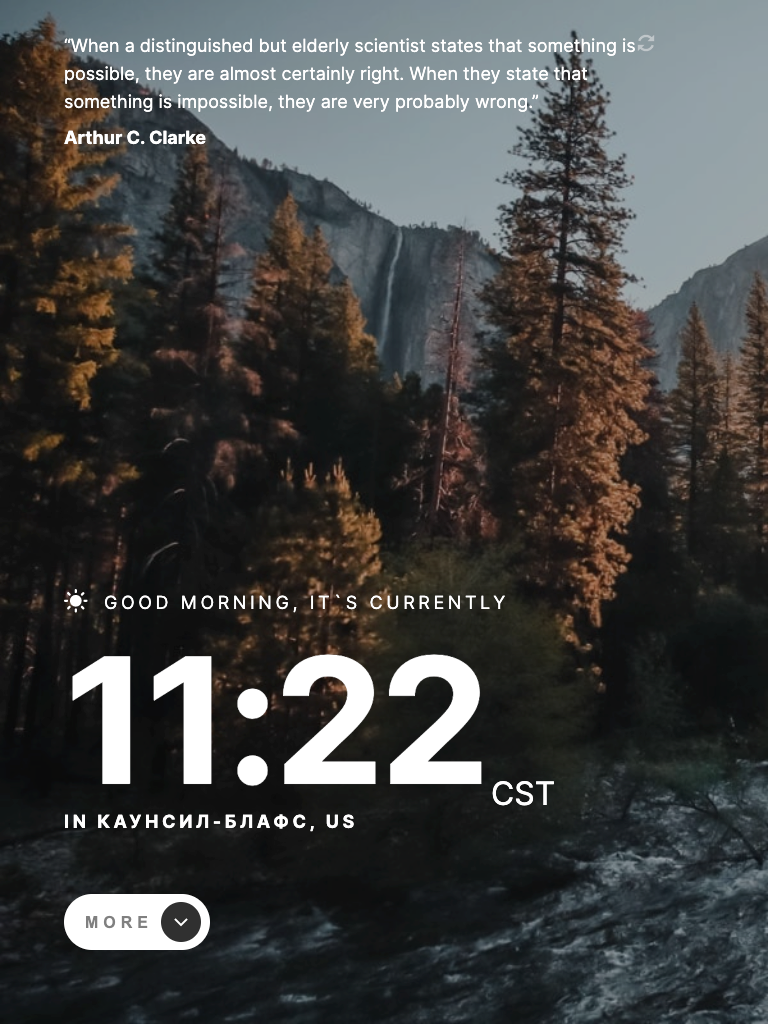 “When a distinguished but elderly scientist states that something is
possible, they are almost certainly right. When they state that
something is impossible, they are very probably wrong.”
Arthur C. Clarke
GOOD MORNING, IT`S CURRENTLY
11:22 CST
IN КАУНСИЛ-БЛАФС, US
MORE